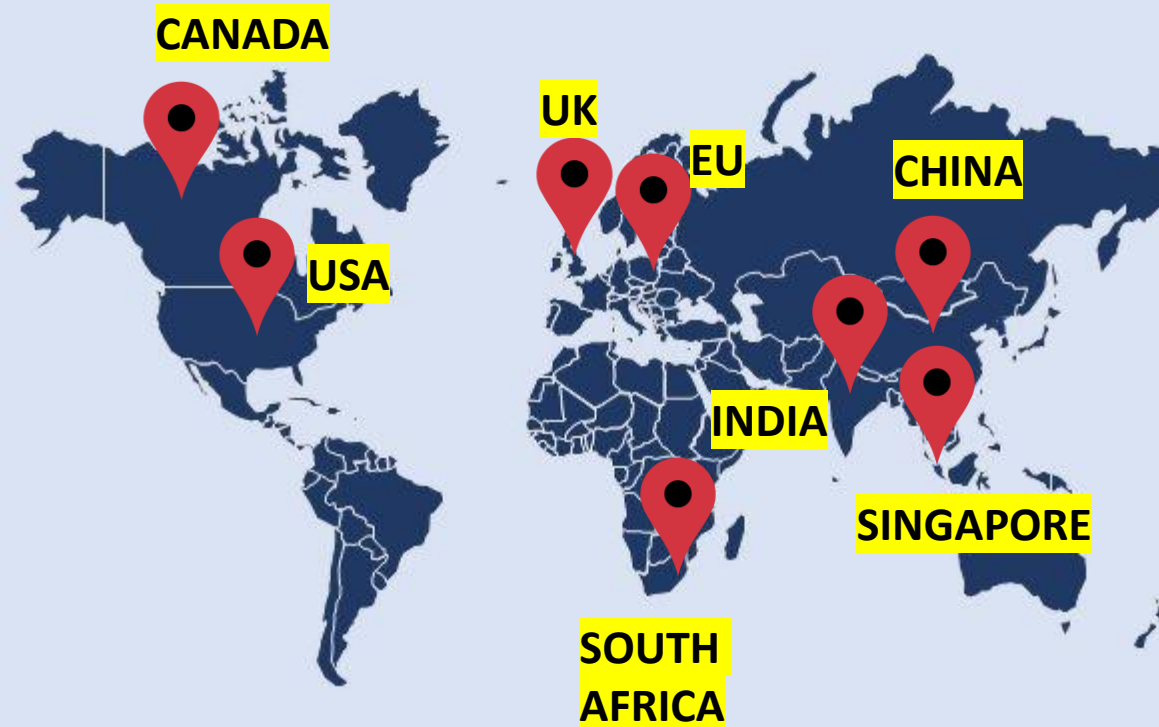 CANADA
UK
EU
CHINA
USA
INDIA
SINGAPORE
SOUTH
AFRICA